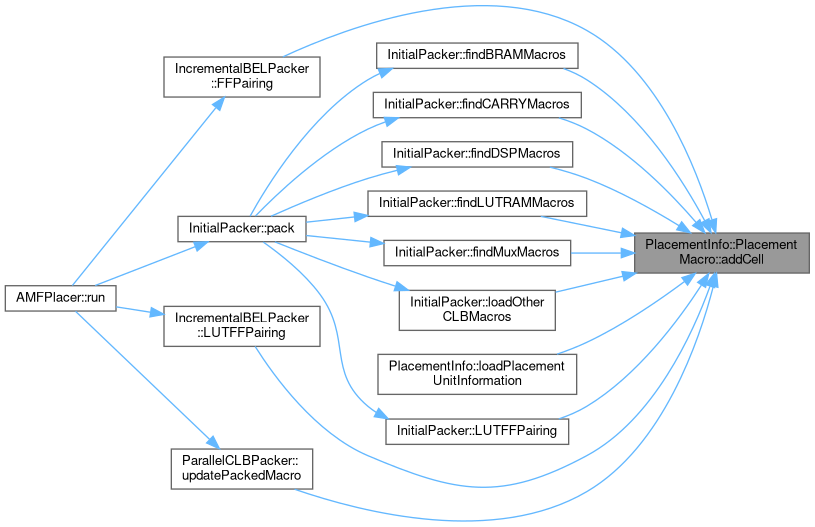 IncrementalBELPacker
::FFPairing
InitialPacker::findBRAMMacros
InitialPacker::findCARRYMacros
InitialPacker::findDSPMacros
InitialPacker::findLUTRAMMacros
InitialPacker::pack
InitialPacker::findMuxMacros
PlacementInfo::Placement
Macro::addCell
AMFPlacer::run
InitialPacker::loadOther
CLBMacros
IncrementalBELPacker
::LUTFFPairing
PlacementInfo::loadPlacement
UnitInformation
InitialPacker::LUTFFPairing
ParallelCLBPacker::
updatePackedMacro